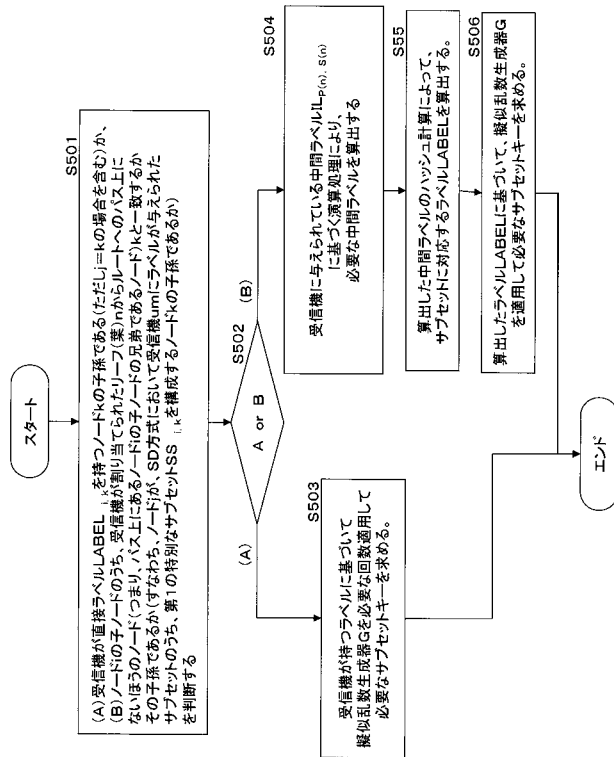 スタート
S501
(A)受信機が直接ラベルLABEL i,kを持つノードkの子孫である(ただしj=kの場合を含む)か、
(B)ノードiの子ノードのうち、受信機が割り当てられたリーフ(葉)nからルートへのパス上に
ないほうのノード(つまり、パス上にあるノードiの子ノードの兄弟であるノード)kと一致するか
その子孫であるか(すなわち、ノードjが、SD方式において受信機umにラベルが与えられた
サブセットのうち、第1の特別なサブセットSS i,kを構成するノードkの子孫であるか)
を判断する
S502
A or B
(A)
(B)
S503
受信機が持つラベルに基づいて
擬似乱数生成器Gを必要な回数適用して
必要なサブセットキーを求める。
S504
受信機に与えられている中間ラベルILP(n), S(n)
に基づく演算処理により、
必要な中間ラベルを算出する
S55
算出した中間ラベルのハッシュ計算によって、
サブセットに対応するラベルLABELを算出する。
S506
算出したラベルLABELに基づいて、擬似乱数生成器G
を適用して必要なサブセットキーを求める。
エンド